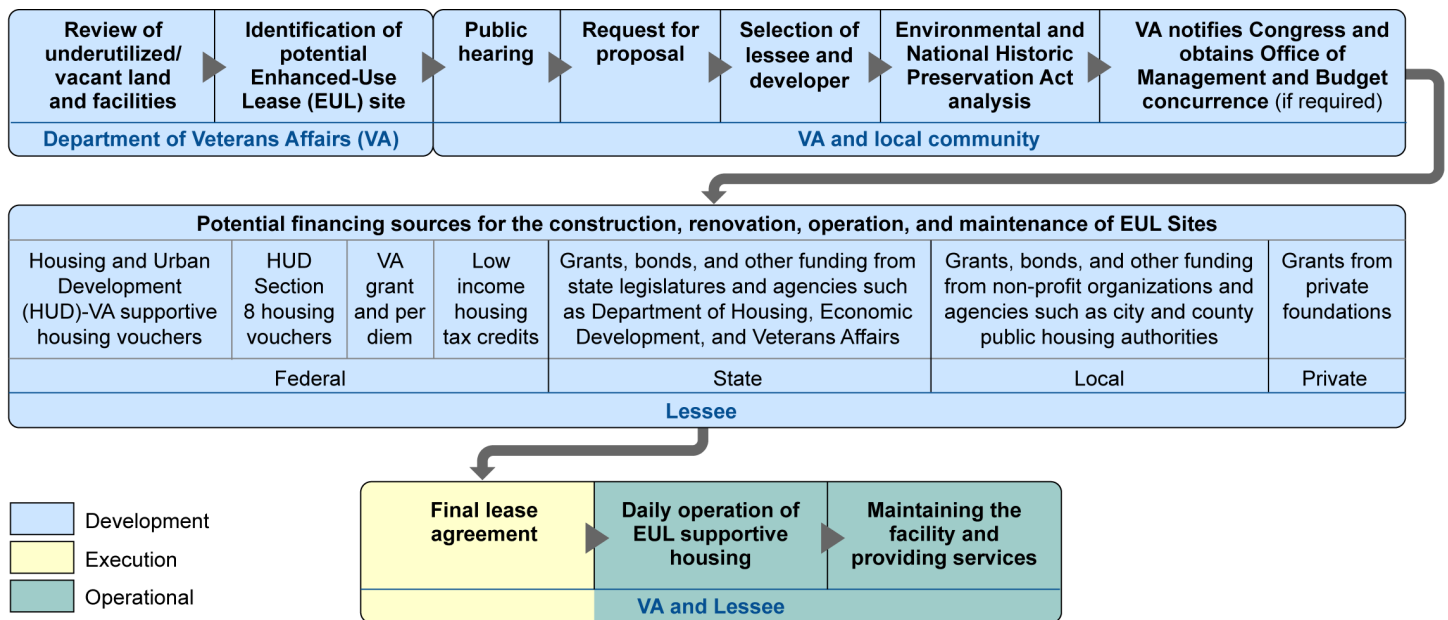 Review of
underutilized/
vacant land
and facilities
Identification of
potential
Enhanced-Use
Lease (EUL) site
Department of Veterans Affairs (VA)
Public
hearing
Request for
proposal
Selection of
lessee and
developer
Environmental and
National Historic
Preservation Act
analysis
VA notifies Congress and
obtains Office of
Management and Budget
concurrence (if required)
VA and local community
Potential financing sources for the construction, renovation, operation, and maintenance of EUL Sites
Housing and Urban
Development
(HUD)-VA supportive
housing vouchers
HUD
Section
8 housing
vouchers
VA
grant
and per
diem
Low
income
housing
tax credits
Federal
Grants, bonds, and other funding from
state legislatures and agencies such
as Department of Housing, Economic
Development, and Veterans Affairs
State
Grants, bonds, and other funding
from non-profit organizations and
agencies such as city and county
public housing authorities
Local
Grants from
private
foundations
Private
Lessee
Final lease
agreement
Daily operation of
EUL supportive
housing
Maintaining the
facility and
providing services
VA and Lessee
Development
Execution
Operational